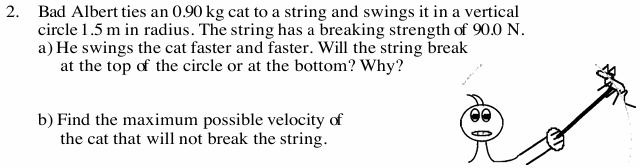 2. Bad Albert ties an 0.90 kg cat to a string and swings it in a vertical
circle 1.5 m in radius. The string has a breaking strength of 90.0 N.
a) He swings the cat faster and faster. Will the string break
at the top of the circle or at the bottom? Why?
b) Find the maximum possible velocity of
the cat that will not break the string.